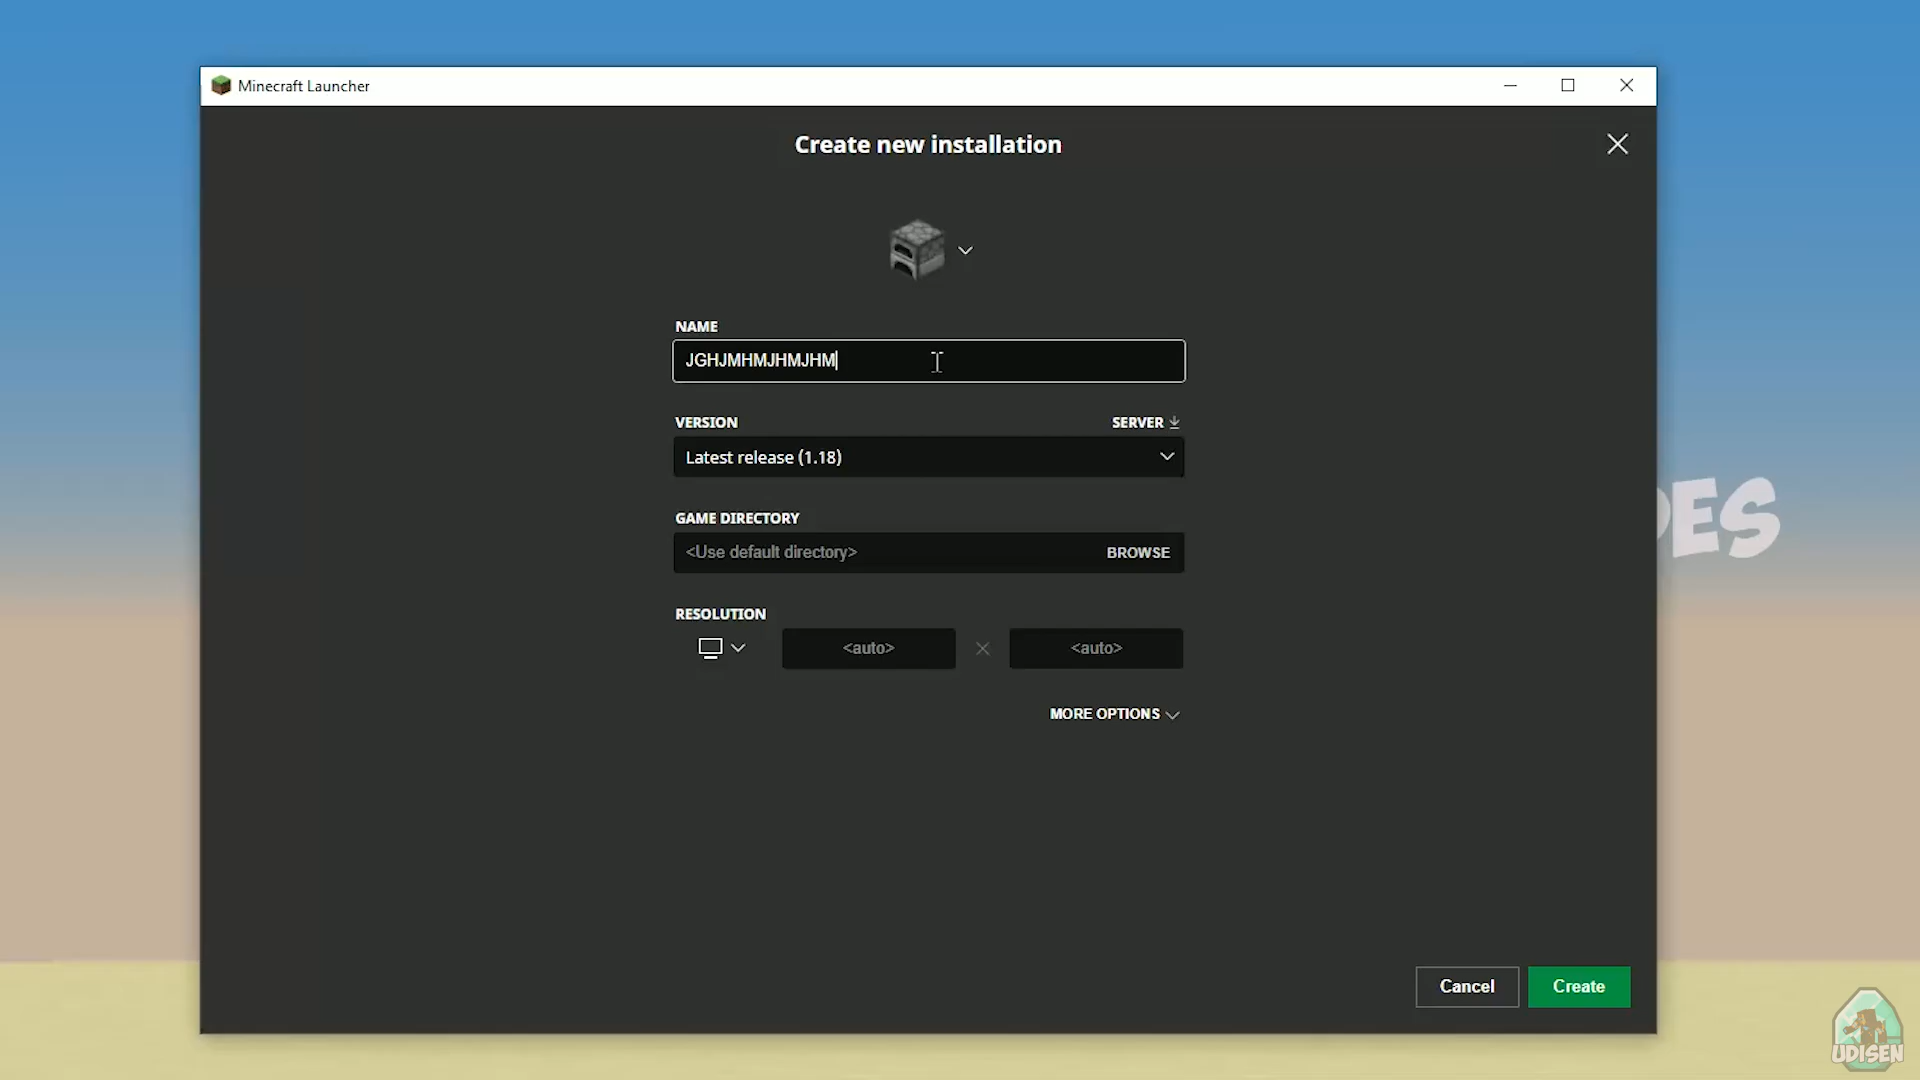 Minecraft Launcher
Create new installation
NAME
JGHJMHMJHMJHM
VERSION
SERVER
Latest release (1.18)
GAME DIRECTORY
<Use default directory>
BROWSE
RESOLUTION
<auto>
<auto>
MORE OPTIONS
Cancel
Create
UDISEN